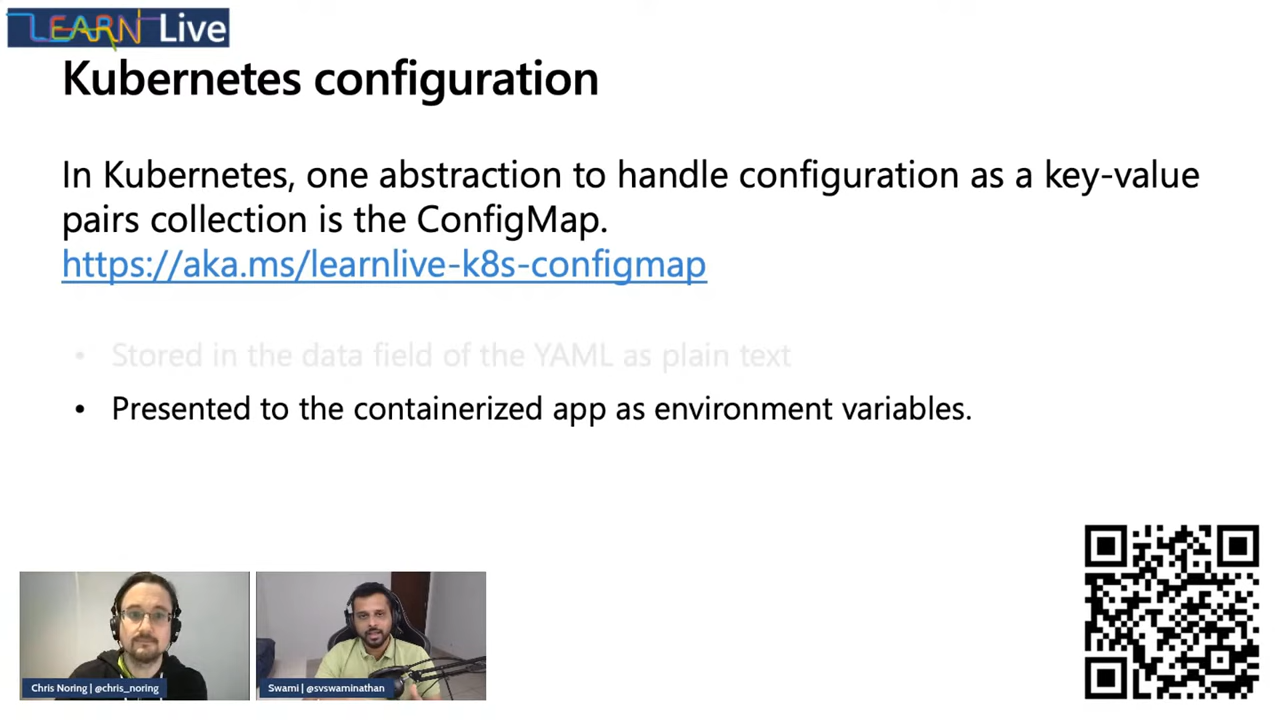 LEARN Live
Kubernetes configuration
In Kubernetes, one abstraction to handle configuration as a key-value
pairs collection is the ConfigMap.
https://aka.ms/learnlive-k8s-configmap
• Stored in the data field of the YAML as plain text
• Presented to the containerized app as environment variables.
Chris Noring | @chris_noring
Swami | @svswaminathan